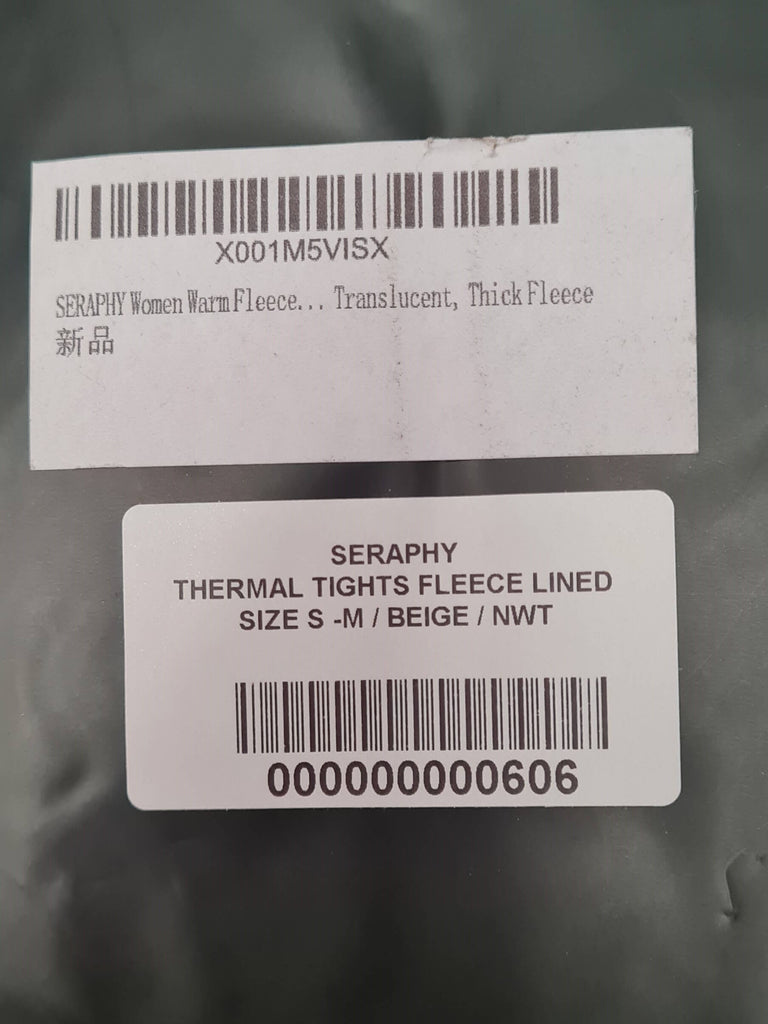 X001M5VISX
SERAPHY Women Warm Fleece... Translucent, Thick Fleece
新品
SERAPHY
THERMAL TIGHTS FLEECE LINED
SIZE S -M / BEIGE / NWT
000000000606